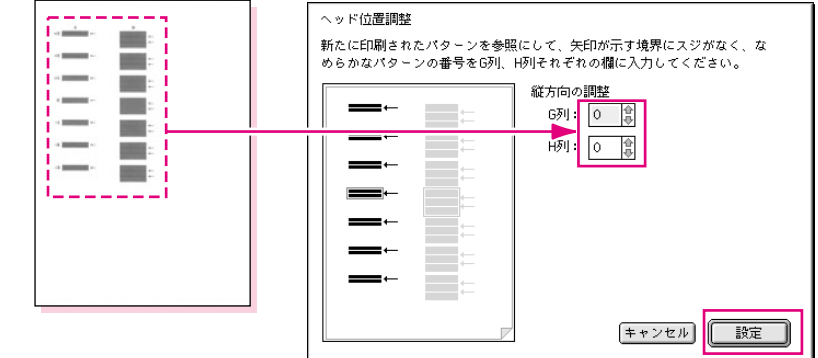 ヘッド位置調整
新たに印刷されたパターンを参照にして、矢印が示す境界にスジがなく、な
めらかなパターンの番号をG列、H列それぞれの欄に入力してください。
縦方向の調整
G列： 0
H列： 0
キャンセル 設定